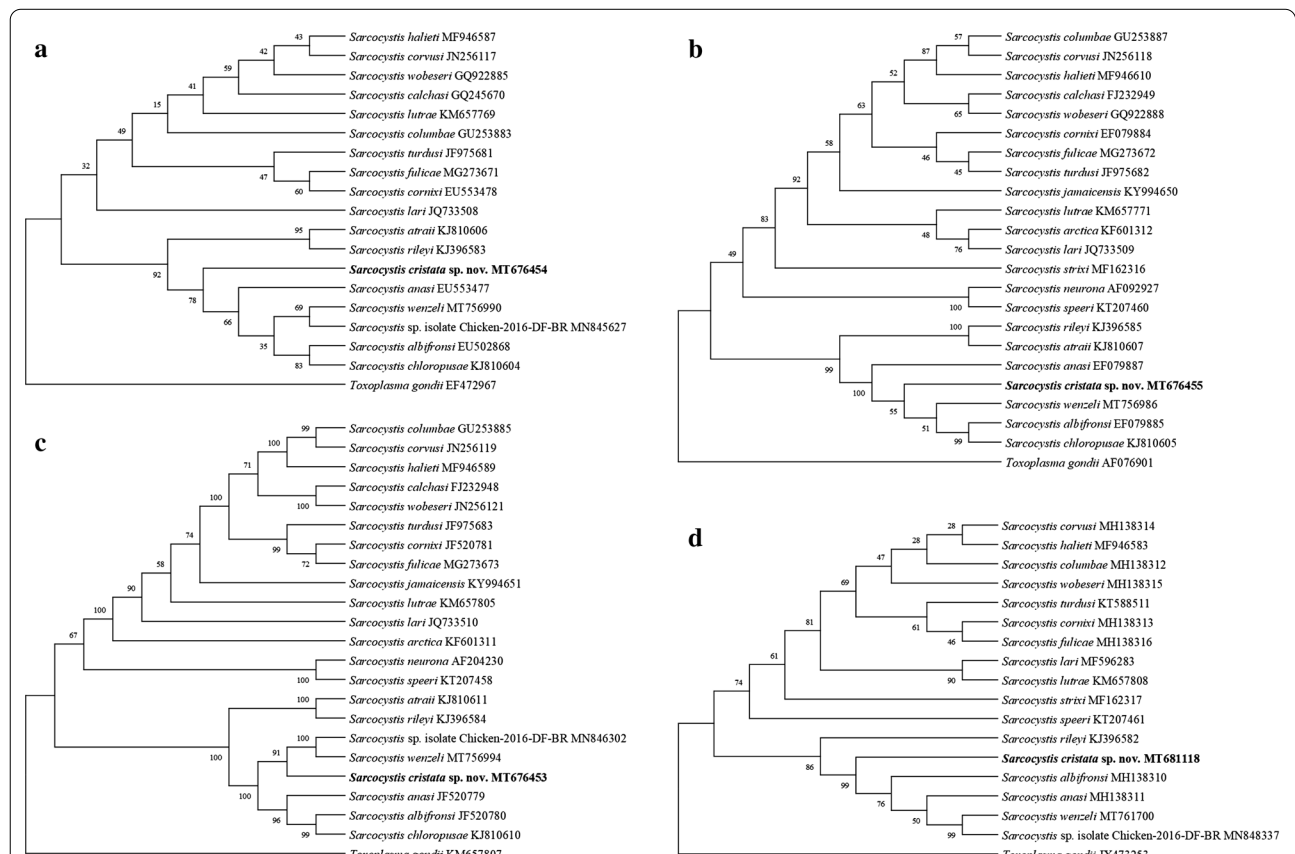 a
43
Sarcocystis halieti MF946587
42
Sarcocystis corvusi JN256117
59
Sarcocystis wobeseri GQ922885
41
Sarcocystis calchasi GQ245670
15
Sarcocystis lutrae KM657769
49
Sarcocystis columbae GU253883
32
Sarcocystis turdusi JF975681
47
Sarcocystis fulicae MG273671
60
Sarcocystis cornixi EU553478
Sarcocystis lari JQ733508
95
Sarcocystis atraii KJ810606
Sarcocystis rileyi KJ396583
92
Sarcocystis cristata sp. nov. MT676454
78
Sarcocystis anasi EU553477
66
69
Sarcocystis wenzeli MT756990
Sarcocystis sp. isolate Chicken-2016-DF-BR MN845627
35
Sarcocystis albifronsi EU502868
83
Sarcocystis chloropusae KJ810604
Toxoplasma gondii EF472967
b
57
Sarcocystis columbae GU253887
87
Sarcocystis corvusi JN256118
52
Sarcocystis halieti MF946610
63
Sarcocystis calchasi FJ232949
65
Sarcocystis wobeseri GQ922888
58
Sarcocystis cornixi EF079884
46
Sarcocystis fulicae MG273672
45
Sarcocystis turdusi JF975682
92
Sarcocystis jamaicensis KY994650
83
Sarcocystis lutrae KM657771
48
Sarcocystis arctica KF601312
76
Sarcocystis lari JQ733509
49
Sarcocystis strixi MF162316
Sarcocystis neurona AF092927
100
Sarcocystis speeri KT207460
100
Sarcocystis rileyi KJ396585
Sarcocystis atraii KJ810607
99
Sarcocystis anasi EF079887
100
Sarcocystis cristata sp. nov. MT676455
55
Sarcocystis wenzeli MT756986
51
Sarcocystis albifronsi EF079885
99
Sarcocystis chloropusae KJ810605
Toxoplasma gondii AF076901
c
99
Sarcocystis columbae GU253885
100
Sarcocystis corvusi JN256119
71
Sarcocystis halieti MF946589
100
Sarcocystis calchasi FJ232948
100
Sarcocystis wobeseri JN256121
74
Sarcocystis turdusi JF975683
99
Sarcocystis cornixi JF520781
72
Sarcocystis fulicae MG273673
58
Sarcocystis jamaicensis KY994651
90
Sarcocystis lutrae KM657805
100
Sarcocystis lari JQ733510
67
Sarcocystis arctica KF601311
Sarcocystis neurona AF204230
100
Sarcocystis speeri KT207458
100
Sarcocystis atraii KJ810611
Sarcocystis rileyi KJ396584
100
100
Sarcocystis sp. isolate Chicken-2016-DF-BR MN846302
91
Sarcocystis wenzeli MT756994
Sarcocystis cristata sp. nov. MT676453
100
Sarcocystis anasi JF520779
96
Sarcocystis albifronsi JF520780
99
Sarcocystis chloropusae KJ810610
Toxoplasma gondii KM657807
d
28
Sarcocystis corvusi MH138314
28
Sarcocystis halieti MF946583
47
Sarcocystis columbae MH138312
69
Sarcocystis wobeseri MH138315
81
Sarcocystis turdusi KT588511
61
Sarcocystis cornixi MH138313
46
Sarcocystis fulicae MH138316
61
Sarcocystis lari MF596283
90
Sarcocystis lutrae KM657808
74
Sarcocystis strixi MF162317
Sarcocystis speeri KT207461
Sarcocystis rileyi KJ396582
86
Sarcocystis cristata sp. nov. MT681118
99
Sarcocystis albifronsi MH138310
76
Sarcocystis anasi MH138311
50
Sarcocystis wenzeli MT761700
99
Sarcocystis sp. isolate Chicken-2016-DF-BR MN848337
Toxoplasma gondii